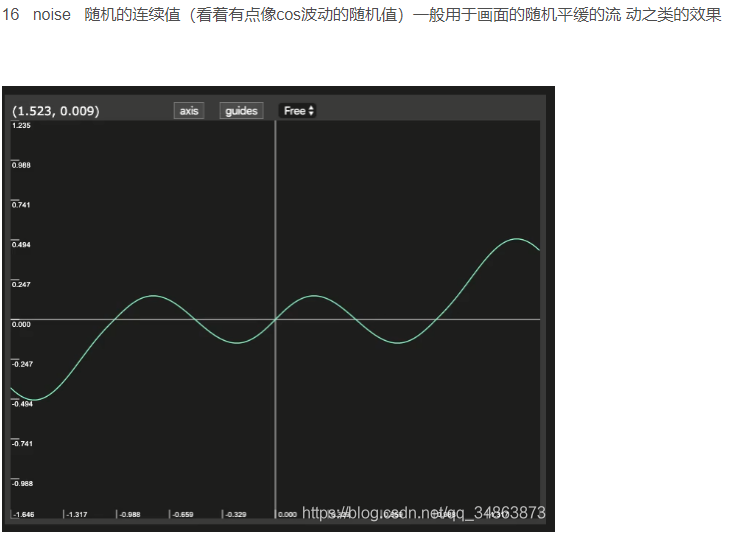 16 noise 随机的连续值（看着有点像cos波动的随机值）一般用于画面的随机平缓的流 动之类的效果
(1.523, 0.009) axis guides Free
1.235
0.988
0.741
0.494
0.247
0.000
-0.247
-0.494
-0.741
-0.988
-1.646 -1.317 -0.988 -0.659 -0.329 0.000
https://blog.csdn.net/qq_34863873